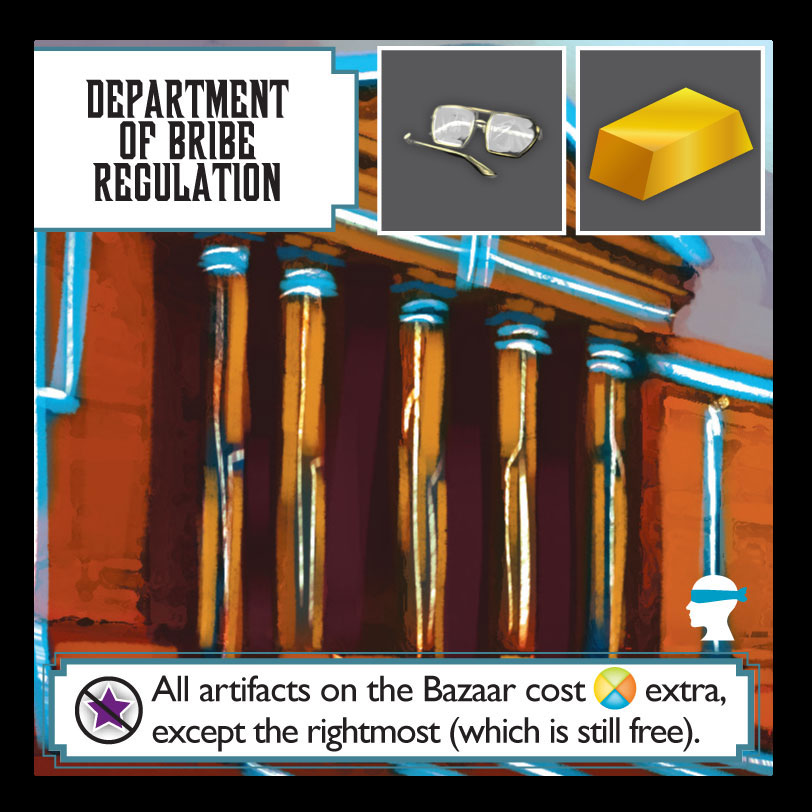 DEPARTMENT
OF BRIBE
REGULATION
All artifacts on the Bazaar cost extra,
except the rightmost (which is still free).